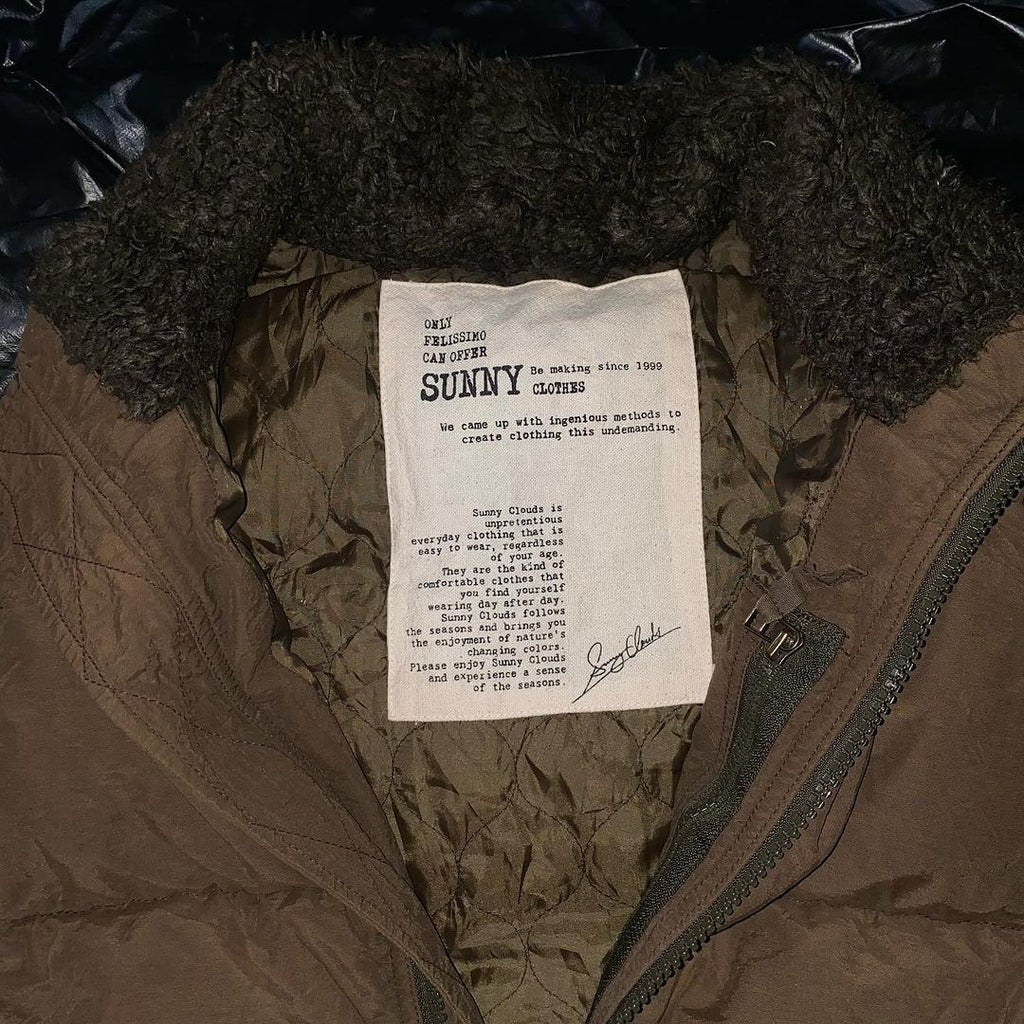 ONLY
FELISSIMO
CAN OFFER
SUNNY Be making since 1999
CLOTHES
We came up with ingenious methods to
create clothing this undemanding.
Sunny Clouds is
unpretentious
everyday clothing that is
easy to wear, regardless
of your age.
They are the kind of
comfortable clothes that
you find yourself
wearing day after day.
Sunny Clouds follows
the seasons and brings you
the enjoyment of nature's
changing colors.
Please enjoy Sunny Clouds
and experience a sense
of the seasons.
Sunny Clouds